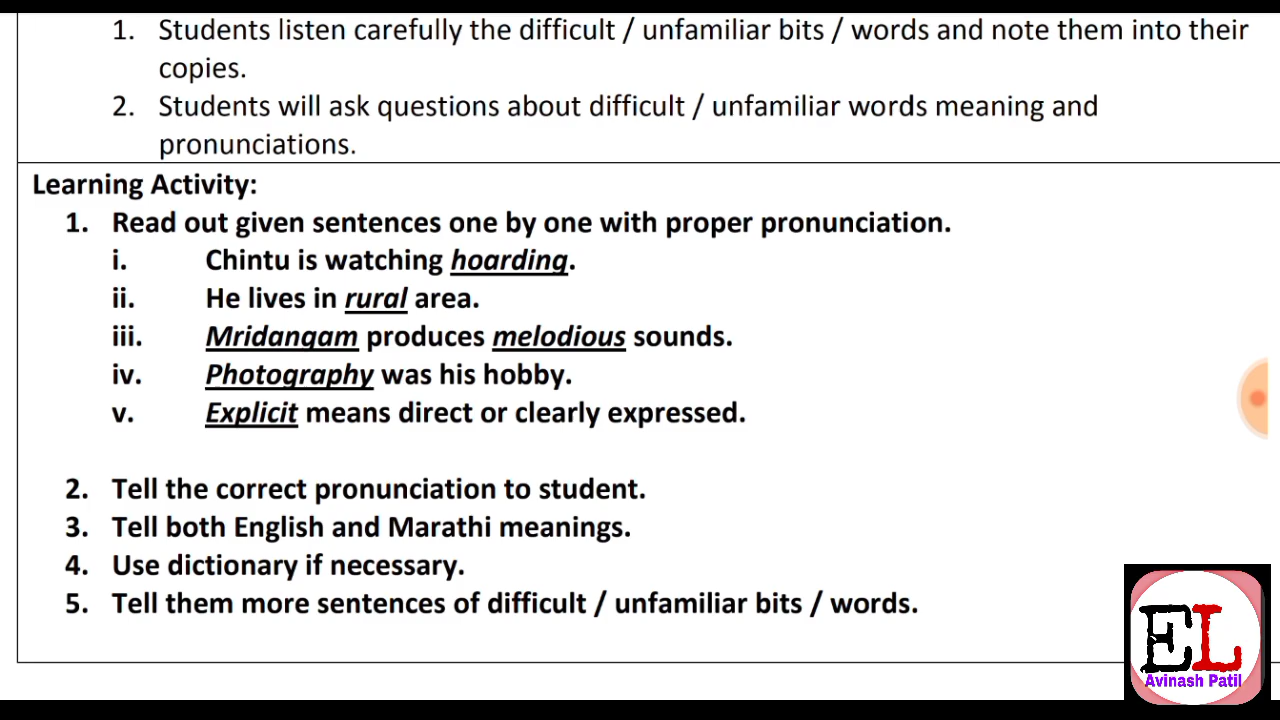 1. Students listen carefully the difficult / unfamiliar bits / words and note them into their
copies.
2. Students will ask questions about difficult / unfamiliar words meaning and
pronunciations.
Learning Activity:
1. Read out given sentences one by one with proper pronunciation.
i. Chintu is watching hoarding.
ii. He lives in rural area.
iii. Mridangam produces melodious sounds.
iv. Photography was his hobby.
v. Explicit means direct or clearly expressed.
2. Tell the correct pronunciation to student.
3. Tell both English and Marathi meanings.
4. Use dictionary if necessary.
5. Tell them more sentences of difficult / unfamiliar bits / words.
EL
Avinash Patil